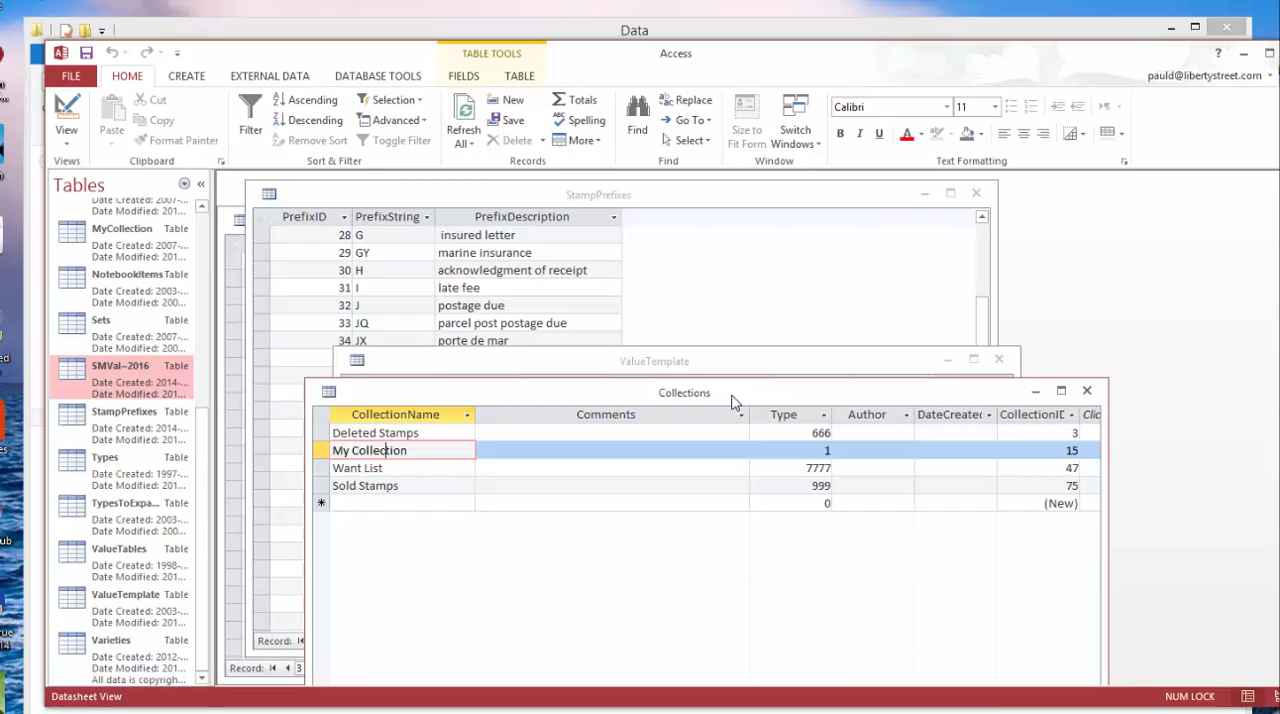 Data
Access
TABLE TOOLS
FILE HOME CREATE EXTERNAL DATA DATABASE TOOLS FIELDS TABLE
pauld@libertystreet.com
View
Views
Paste
Cut
Copy
Format Painter
Clipboard
Filter
Ascending
Descending
Remove Sort
Selection
Advanced
Toggle Filter
Sort & Filter
Refresh All
New
Save
Delete
Totals
Spelling
More
Records
Find
Replace
Go To
Select
Find
Size to Fit Form
Switch Windows
Window
Calibri 11
B I U A
Text Formatting
Tables
Date Created: 2007-...
Date Modified: 201...
MyCollection Table
Date Created: 2007-...
Date Modified: 201...
NotebookItems Table
Date Created: 2003-...
Date Modified: 200...
Sets Table
Date Created: 2007-...
Date Modified: 201...
SMVal~2016 Table
Date Created: 2014-...
Date Modified: 201...
StampPrefixes Table
Date Created: 2007-...
Date Modified: 201...
Types Table
Date Created: 1997-...
Date Modified: 201...
TypesToExpa... Table
Date Created: 2003-...
Date Modified: 200...
ValueTables Table
Date Created: 1998-...
Date Modified: 201...
ValueTemplate Table
Date Created: 2003-...
Date Modified: 201...
Varieties Table
Date Created: 2012-...
Date Modified: 201...
All data is copyrigh...
StampPrefixes
PrefixID PrefixString PrefixDescription
28 G insured letter
29 GY marine insurance
30 H acknowledgment of receipt
31 I late fee
32 J postage due
33 JQ parcel post postage due
34 JX porte de mar
Record:
Record: 3
ValueTemplate
Collections
CollectionName Comments Type Author DateCreated CollectionID Clic
Deleted Stamps 666 3
My Collection 1 15
Want List 7777 47
Sold Stamps 999 75
* 0 (New)
Datasheet View
NUM LOCK